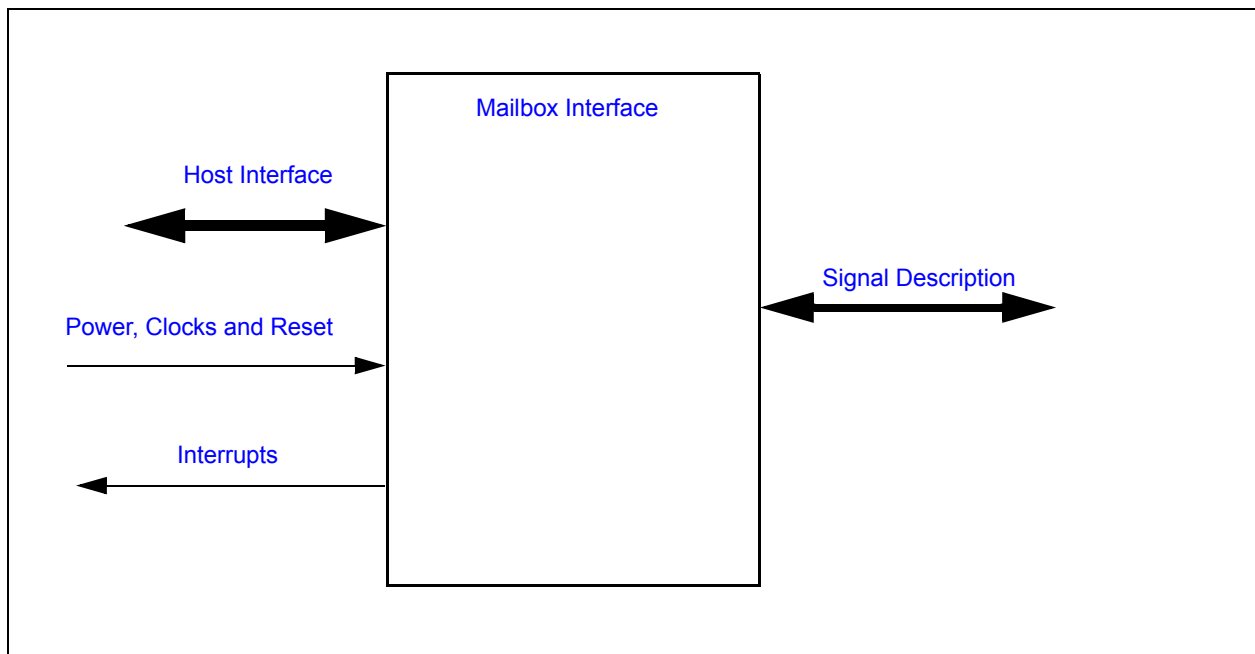 Mailbox Interface
Host Interface
Signal Description
Power, Clocks and Reset
Interrupts